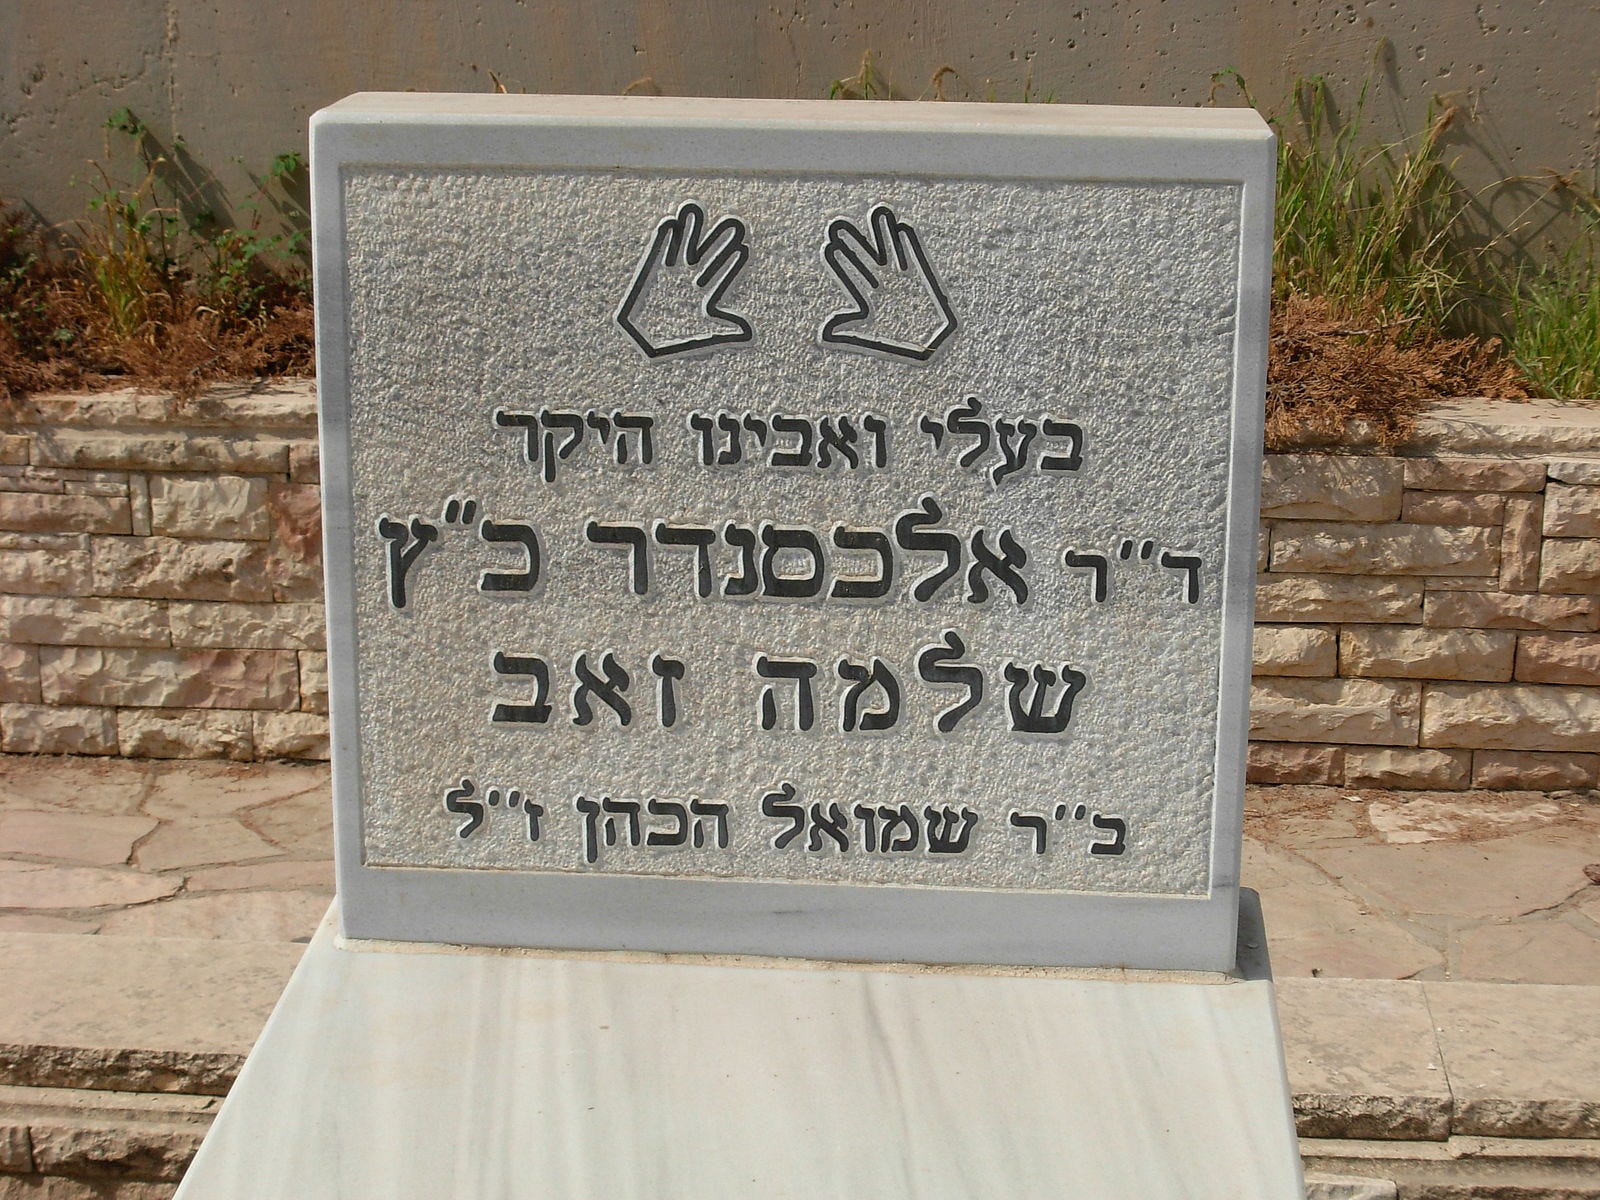 בעלי ואבינו היקר
ד"ר אלכסנדר כ"ץ
שלמה זאב
ב"ר שמואל הכהן ז"ל